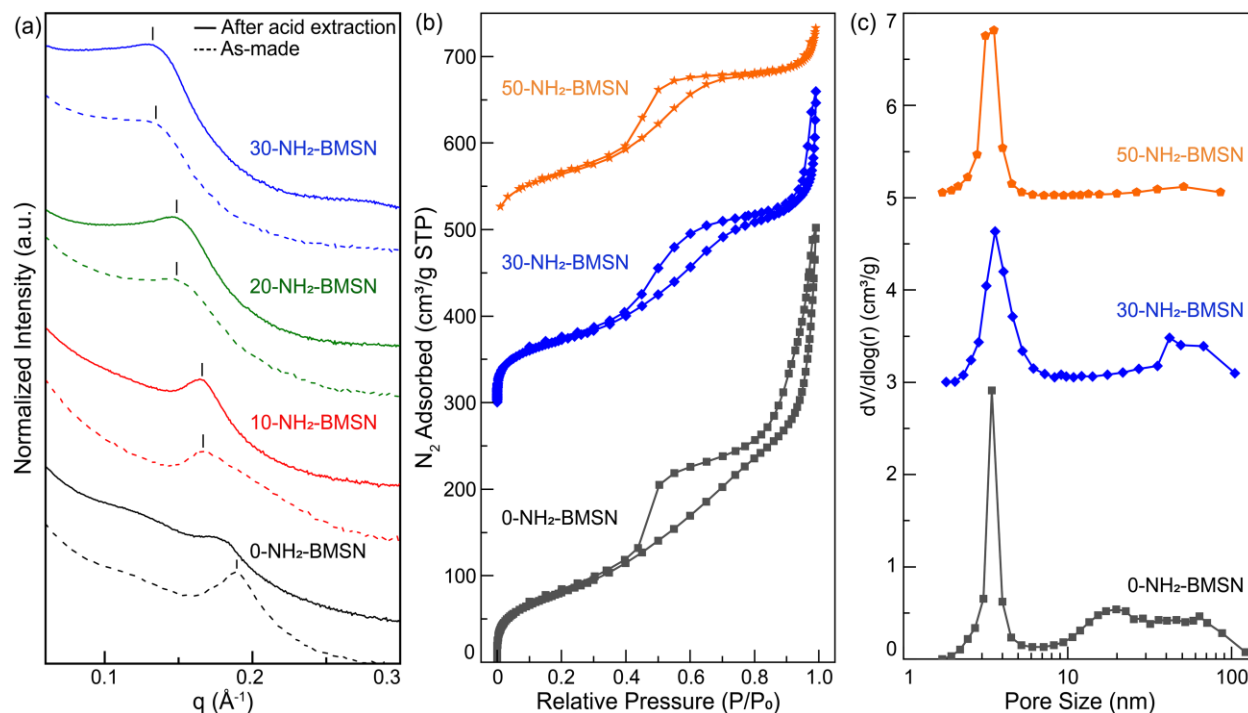 (a)
After acid extraction
As-made
30-NH₂-BMSN
20-NH₂-BMSN
10-NH₂-BMSN
0-NH₂-BMSN
Normalized Intensity (a.u.)
0.1
0.2
0.3
q (Å⁻¹)
(b)
700
600
500
400
300
200
100
0
50-NH₂-BMSN
30-NH₂-BMSN
0-NH₂-BMSN
N₂ Adsorbed (cm³/g STP)
0
0.2
0.4
0.6
0.8
1.0
Relative Pressure (P/P₀)
(c)
7
6
5
4
3
2
1
0
50-NH₂-BMSN
30-NH₂-BMSN
0-NH₂-BMSN
dV/dlog(r) (cm³/g)
1
10
100
Pore Size (nm)